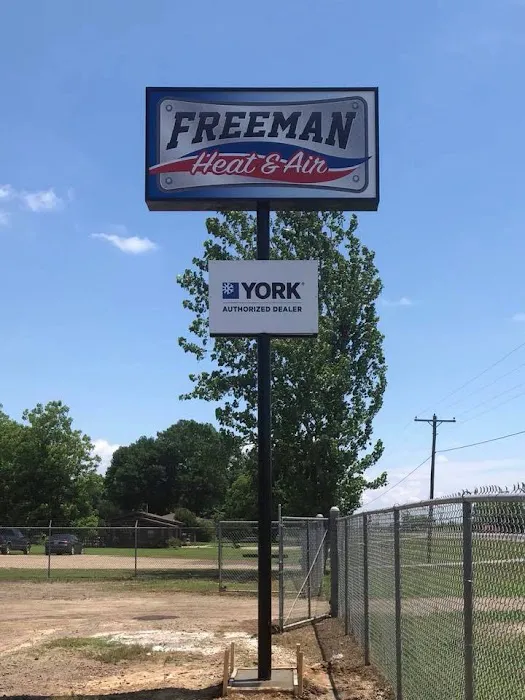 FREEMAN
Heat & Air
YORK®
AUTHORIZED DEALER